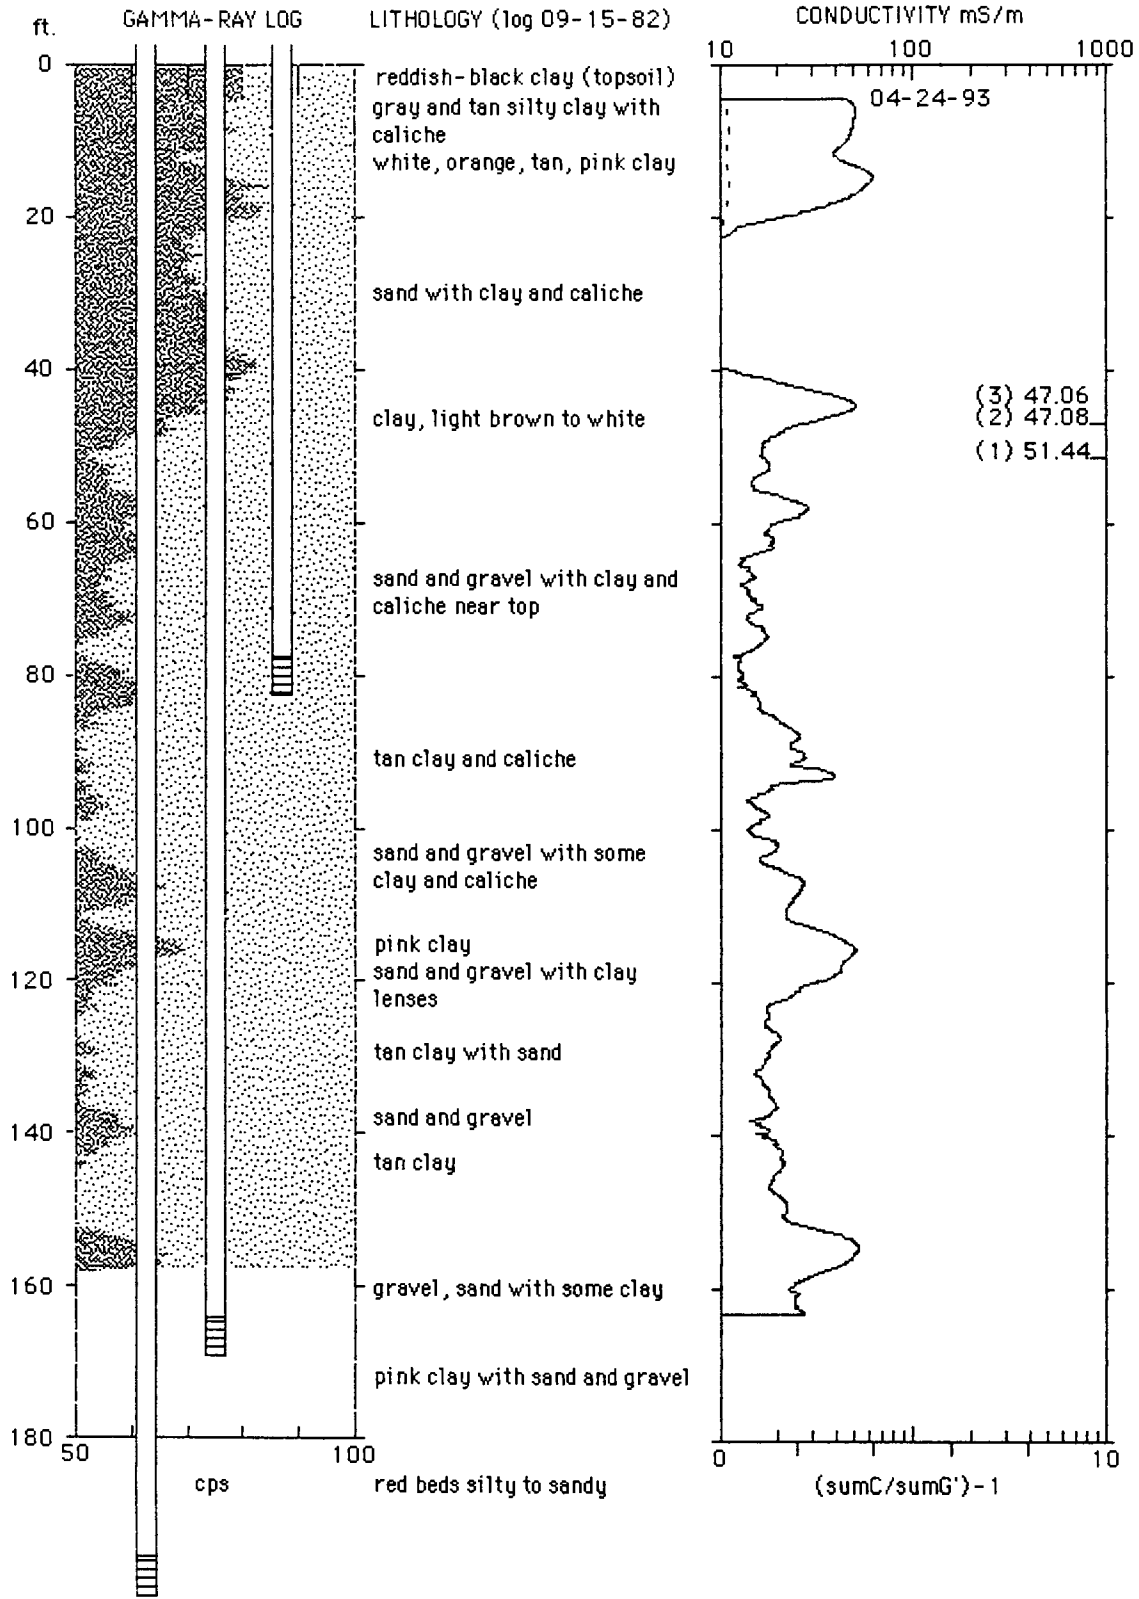 GAMMA-RAY LOG
LITHOLOGY (log 09-15-82)
CONDUCTIVITY mS/m
ft.
10 100 1000
0
20
40
60
80
100
120
140
160
180
reddish-black clay (topsoil)
gray and tan silty clay with
caliche
white, orange, tan, pink clay
sand with clay and caliche
clay, light brown to white
sand and gravel with clay and
caliche near top
tan clay and caliche
sand and gravel with some
clay and caliche
pink clay
sand and gravel with clay
lenses
tan clay with sand
sand and gravel
tan clay
gravel, sand with some clay
pink clay with sand and gravel
red beds silty to sandy
04-24-93
(3) 47.06
(2) 47.08
(1) 51.44
50 100
cps
0 10
(sumC/sumG')-1